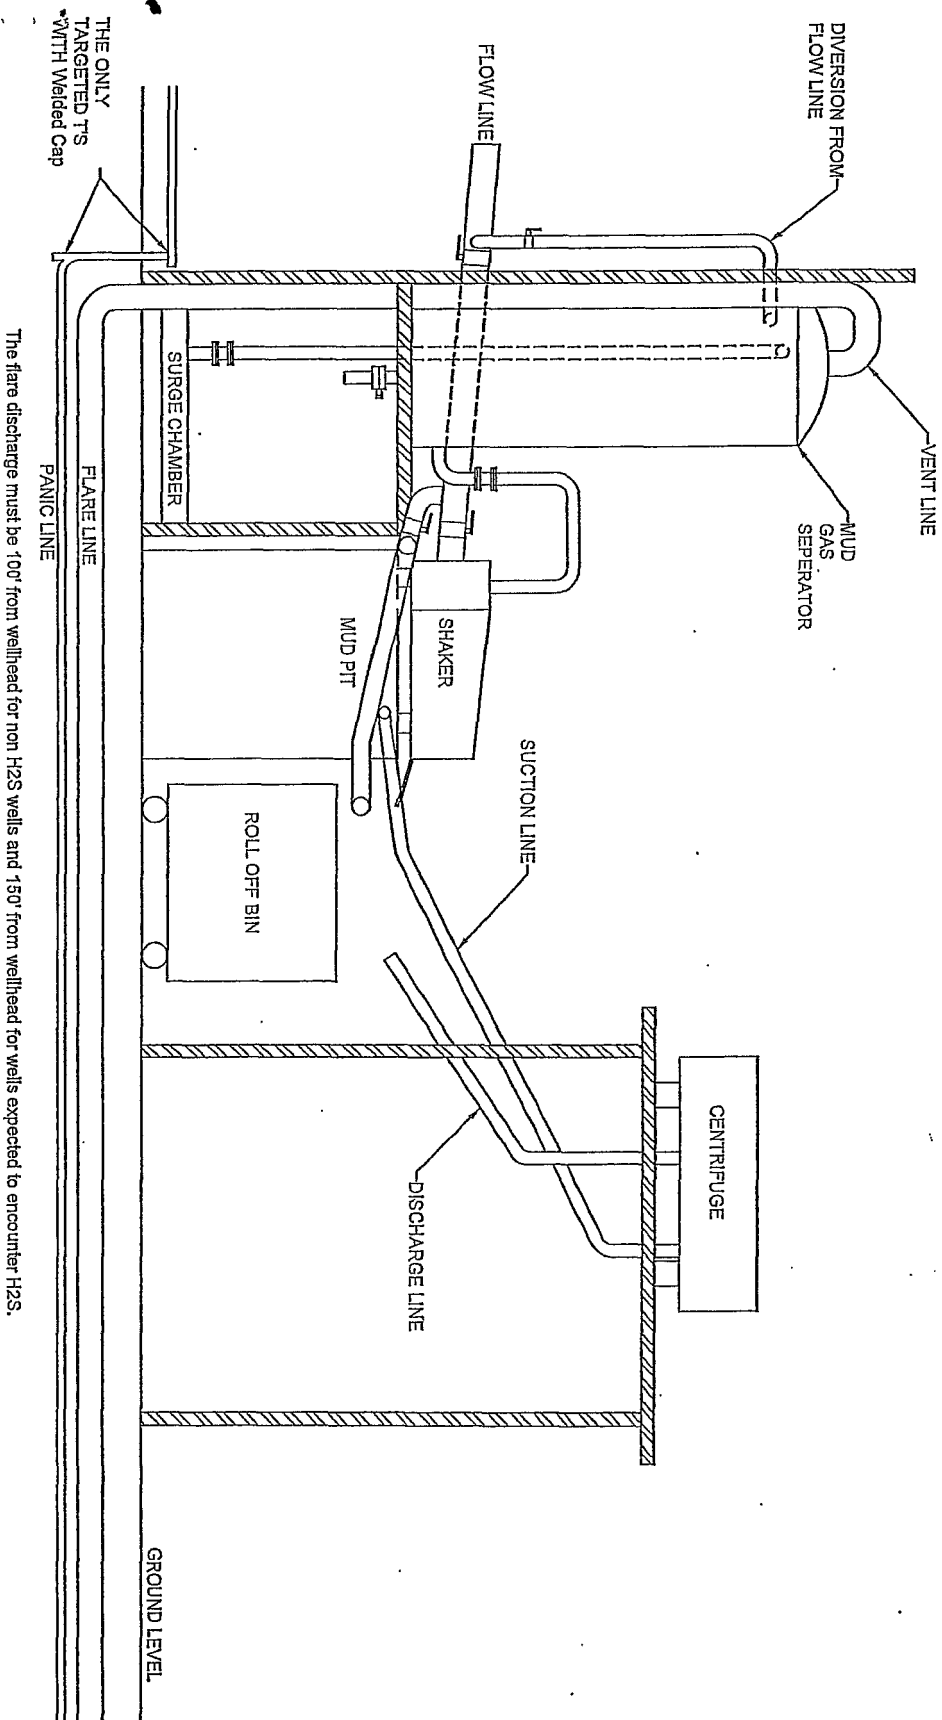 DIVERSION FROM
FLOW LINE
VENT LINE
MUD
GAS
SEPERATOR
FLOW LINE
SHAKER
SUCTION LINE
CENTRIFUGE
DISCHARGE LINE
MUD PIT
ROLL OFF BIN
SURGE CHAMBER
GROUND LEVEL
THE ONLY
TARGETED T'S
*WITH Welded Cap
FLARE LINE
PANIC LINE
The flare discharge must be 100' from wellhead for non H2S wells and 150' from wellhead for wells expected to encounter H2S.